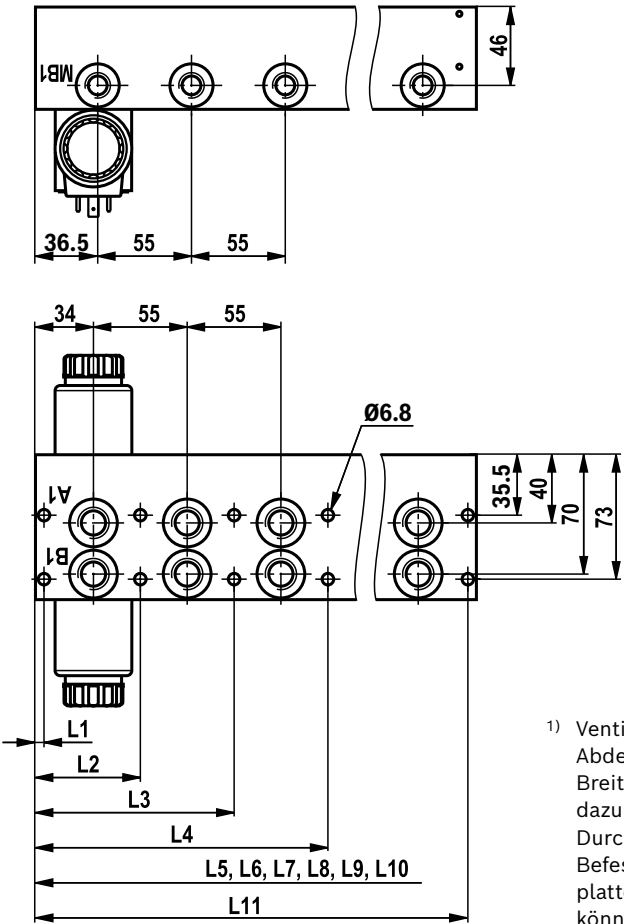 46
MB1
36.5 55 55
34 55 55
Ø6.8
A1
B1
35.5
40
70
73
L1
L2
L3
L4
L5, L6, L7, L8, L9, L10
L11
1) Venti
Abde
Breit
dazu
Durc
Befes
platt
könn